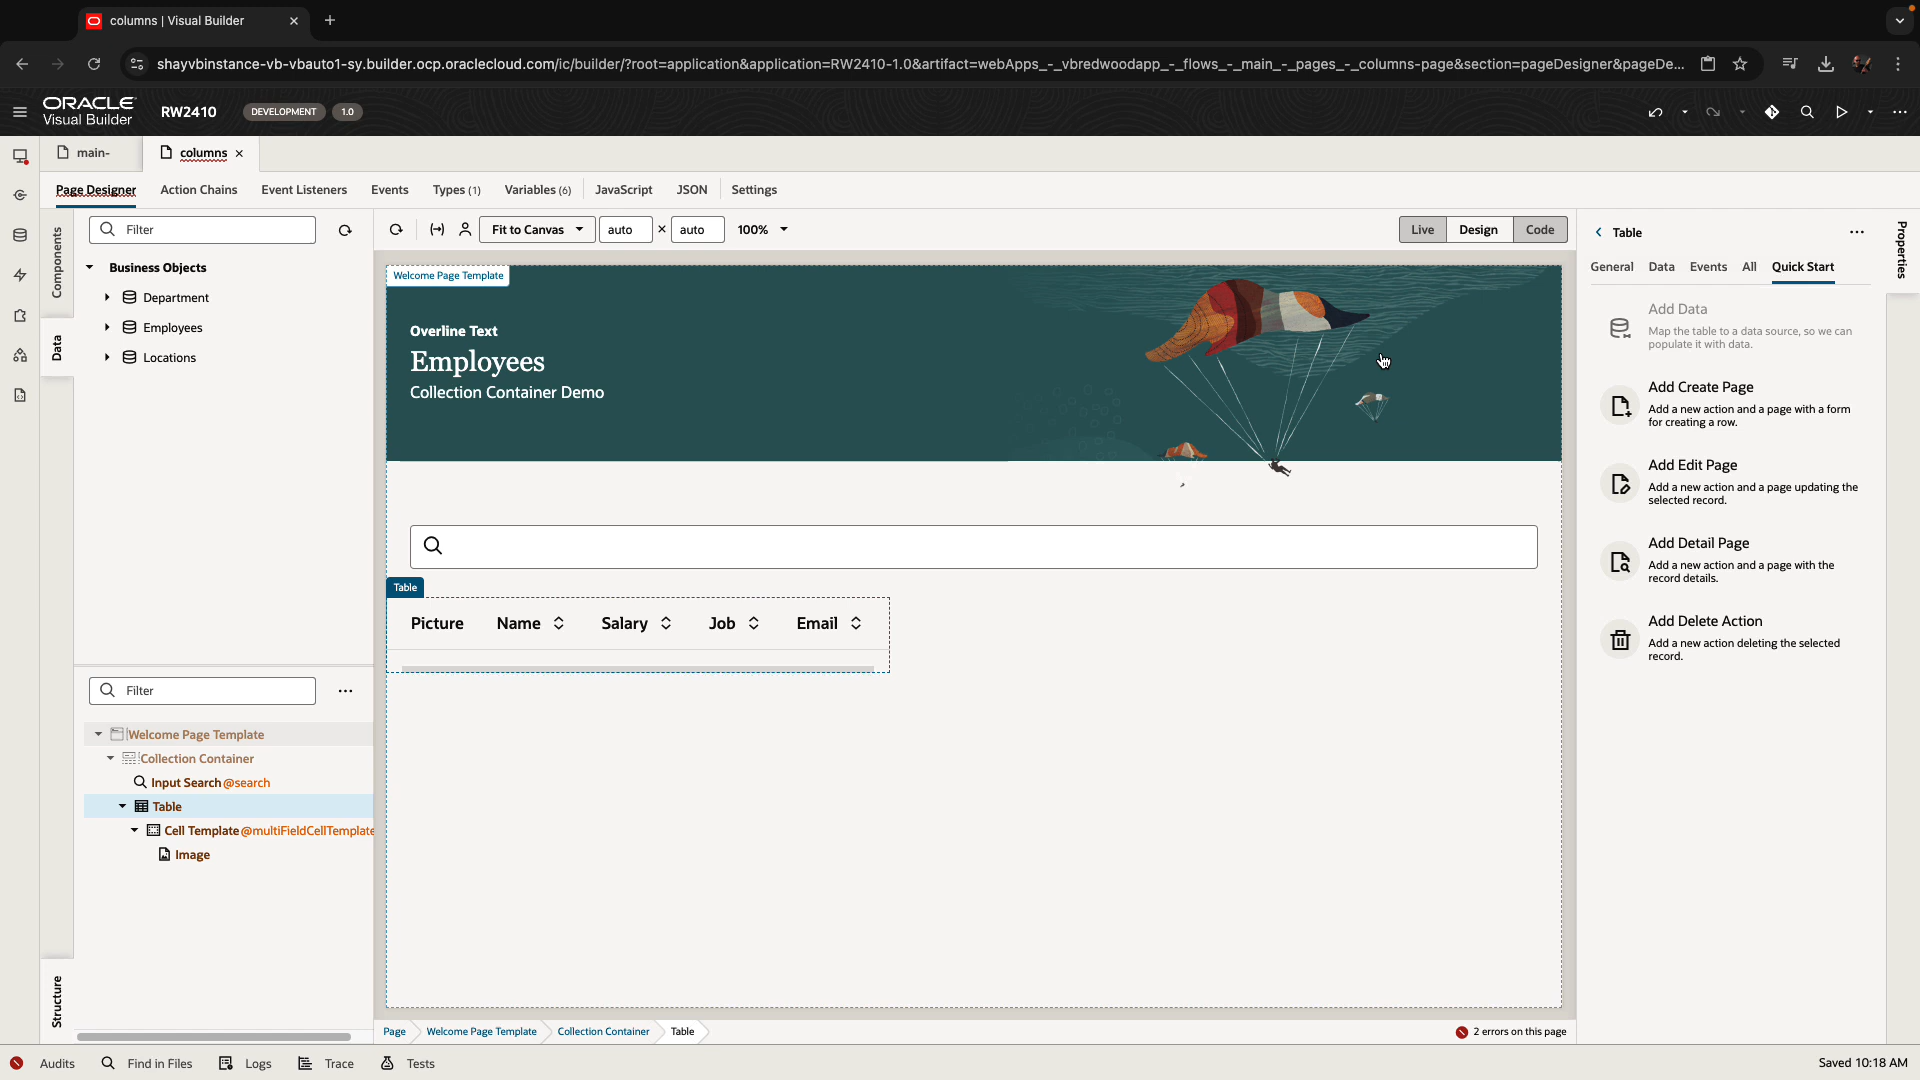 columns | Visual Builder
shayvbinstance-vb-vbauto1-sy.builder.ocp.oraclecloud.com/ic/builder/?root=application&application=RW2410-1.0&artifact=webApps_-_vbredwoodapp_-_flows_-_main_-_pages_-_columns-page&section=pageDesigner&pageDe...
ORACLE
Visual Builder
RW2410
DEVELOPMENT
1.0
main-
columns
Page Designer
Action Chains
Event Listeners
Events
Types (1)
Variables (6)
JavaScript
JSON
Settings
Components
Data
Filter
Business Objects
Department
Employees
Locations
Fit to Canvas
auto
auto
100%
Live
Design
Code
Welcome Page Template
Overline Text
Employees
Collection Container Demo
Table
Picture
Name
Salary
Job
Email
Table
General
Data
Events
All
Quick Start
Properties
Add Data
Map the table to a data source, so we can
populate it with data.
Add Create Page
Add a new action and a page with a form
for creating a row.
Add Edit Page
Add a new action and a page updating the
selected record.
Add Detail Page
Add a new action and a page with the
record details.
Add Delete Action
Add a new action deleting the selected
record.
Structure
Filter
Welcome Page Template
Collection Container
Input Search @search
Table
Cell Template @multiFieldCellTemplate
Image
Page
Welcome Page Template
Collection Container
Table
2 errors on this page
Audits
Find in Files
Logs
Trace
Tests
Saved 10:18 AM